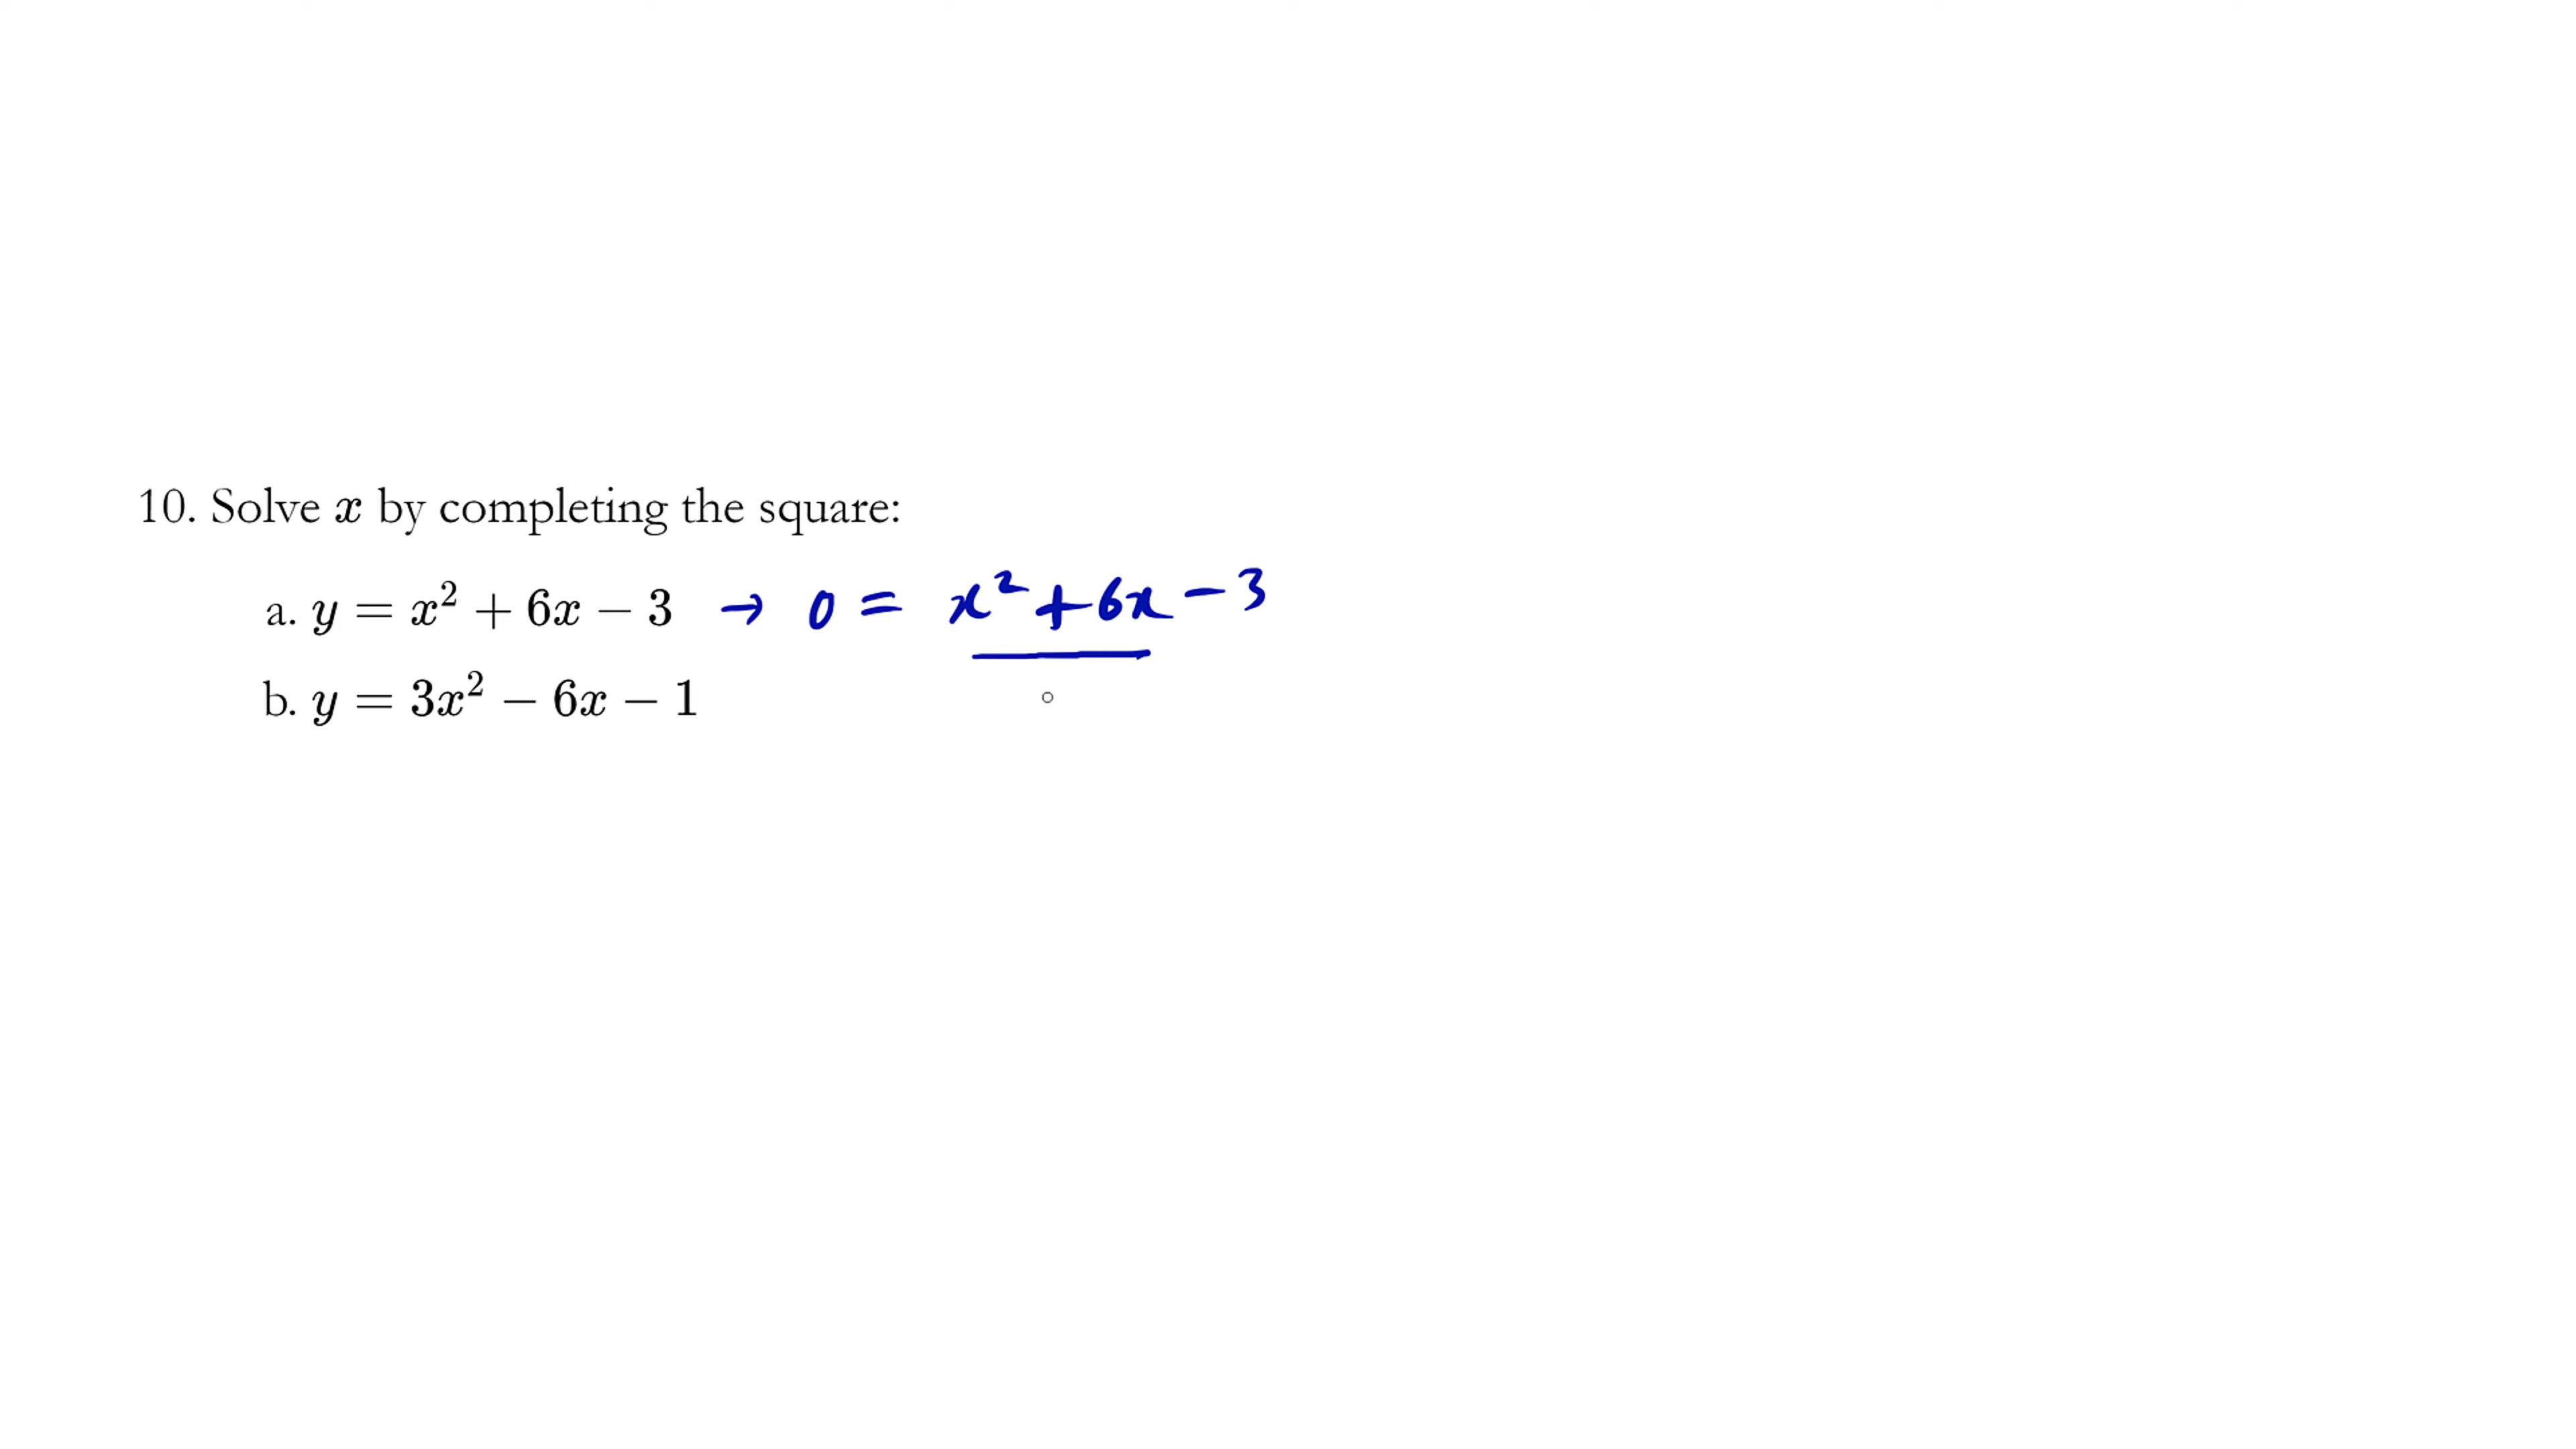 10. Solve x by completing the square:
a. y = x² + 6x − 3 → 0 = x² + 6x − 3
b. y = 3x² − 6x − 1